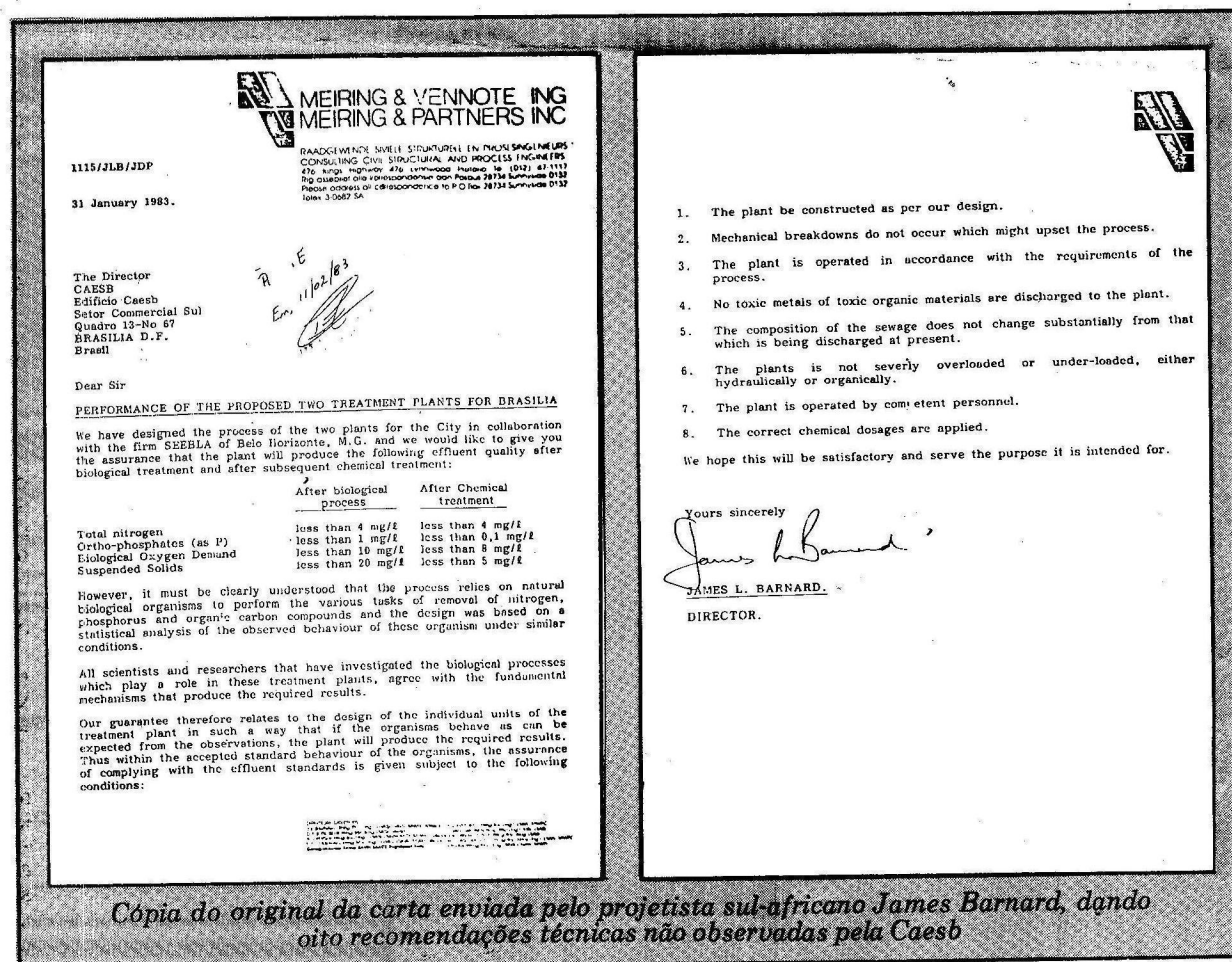 MEIRING & VENNOTE ING
MEIRING & PARTNERS INC
CONSULTING CIVIL STRUCTURAL AND PROCESS ENGINEERS
1115/JLB/JDP
31 January 1983.
11/02/83
The Director
CAESB
Edificio Caesb
Setor Commercial Sul
Quadro 13-No 67
BRASILIA D.F.
Brasil
Dear Sir
PERFORMANCE OF THE PROPOSED TWO TREATMENT PLANTS FOR BRASILIA
We have designed the process of the two plants for the City in collaboration
with the firm SEEBLA of Belo Horizonte, M.G. and we would like to give you
the assurance that the plant will produce the following effluent quality after
biological treatment and after subsequent chemical treatment:
After biological After Chemical
process treatment
Total nitrogen less than 4 mg/ℓ less than 4 mg/ℓ
Ortho-phosphates (as P) less than 1 mg/ℓ less than 0,1 mg/ℓ
Biological Oxygen Demand less than 10 mg/ℓ less than 8 mg/ℓ
Suspended Solids less than 20 mg/ℓ less than 5 mg/ℓ
However, it must be clearly understood that the process relies on natural
biological organisms to perform the various tasks of removal of nitrogen,
phosphorus and organic carbon compounds and the design was based on a
statistical analysis of the observed behaviour of these organism under similar
conditions.
All scientists and researchers that have investigated the biological processes
which play a role in these treatment plants, agree with the fundamental
mechanisms that produce the required results.
Our guarantee therefore relates to the design of the individual units of the
treatment plant in such a way that if the organisms behave as can be
expected from the observations, the plant will produce the required results.
Thus within the accepted standard behaviour of the organisms, the assurance
of complying with the effluent standards is given subject to the following
conditions:
1. The plant be constructed as per our design.
2. Mechanical breakdowns do not occur which might upset the process.
3. The plant is operated in accordance with the requirements of the
process.
4. No toxic metals of toxic organic materials are discharged to the plant.
5. The composition of the sewage does not change substantially from that
which is being discharged at present.
6. The plants is not severly overloaded or under-loaded, either
hydraulically or organically.
7. The plant is operated by competent personnel.
8. The correct chemical dosages are applied.
We hope this will be satisfactory and serve the purpose it is intended for.
Yours sincerely
James L. Barnard
JAMES L. BARNARD.
DIRECTOR.
Cópia do original da carta enviada pelo projetista sul-africano James Barnard, dando
oito recomendações técnicas não observadas pela Caesb